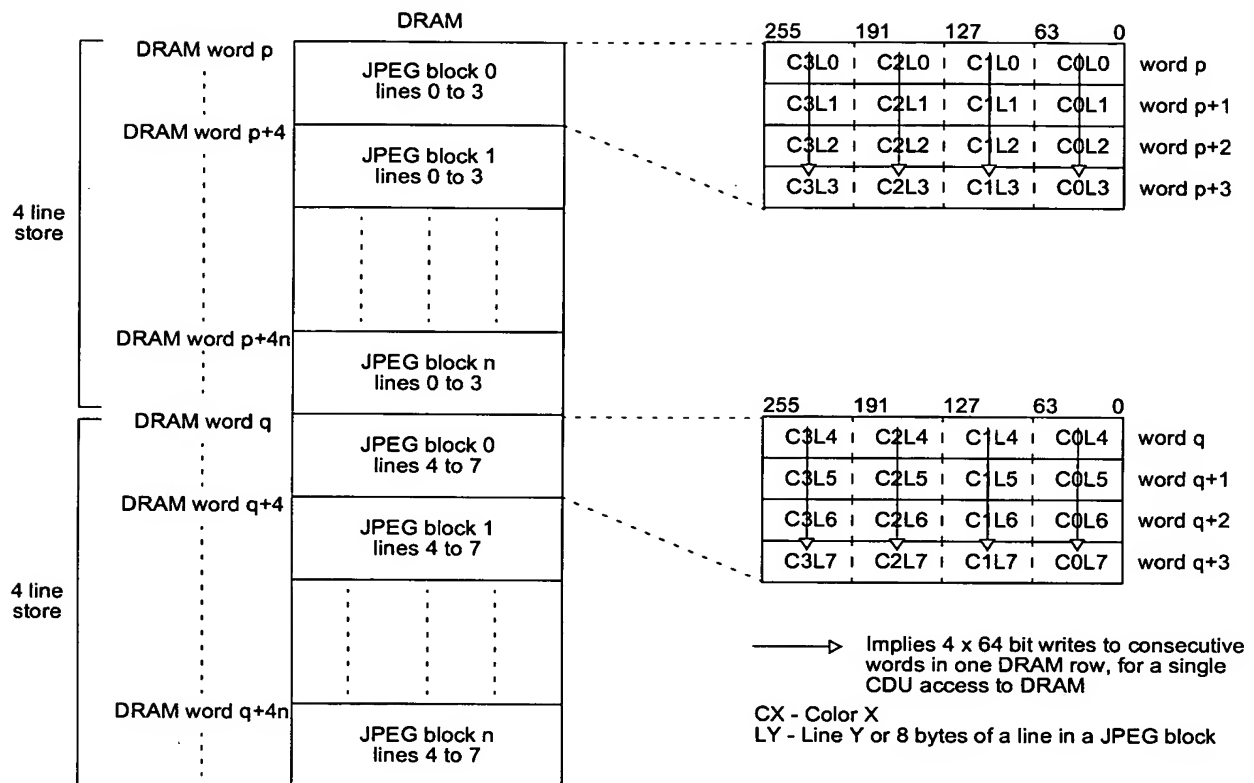 DRAM
DRAM word p
JPEG block 0
lines 0 to 3
DRAM word p+4
JPEG block 1
lines 0 to 3
4 line
store
DRAM word p+4n
JPEG block n
lines 0 to 3
255 191 127 63 0
C3L0 C2L0 C1L0 C0L0 word p
C3L1 C2L1 C1L1 C0L1 word p+1
C3L2 C2L2 C1L2 C0L2 word p+2
C3L3 C2L3 C1L3 C0L3 word p+3
DRAM word q
JPEG block 0
lines 4 to 7
DRAM word q+4
JPEG block 1
lines 4 to 7
4 line
store
DRAM word q+4n
JPEG block n
lines 4 to 7
255 191 127 63 0
C3L4 C2L4 C1L4 C0L4 word q
C3L5 C2L5 C1L5 C0L5 word q+1
C3L6 C2L6 C1L6 C0L6 word q+2
C3L7 C2L7 C1L7 C0L7 word q+3
Implies 4 x 64 bit writes to consecutive
words in one DRAM row, for a single
CDU access to DRAM
CX - Color X
LY - Line Y or 8 bytes of a line in a JPEG block